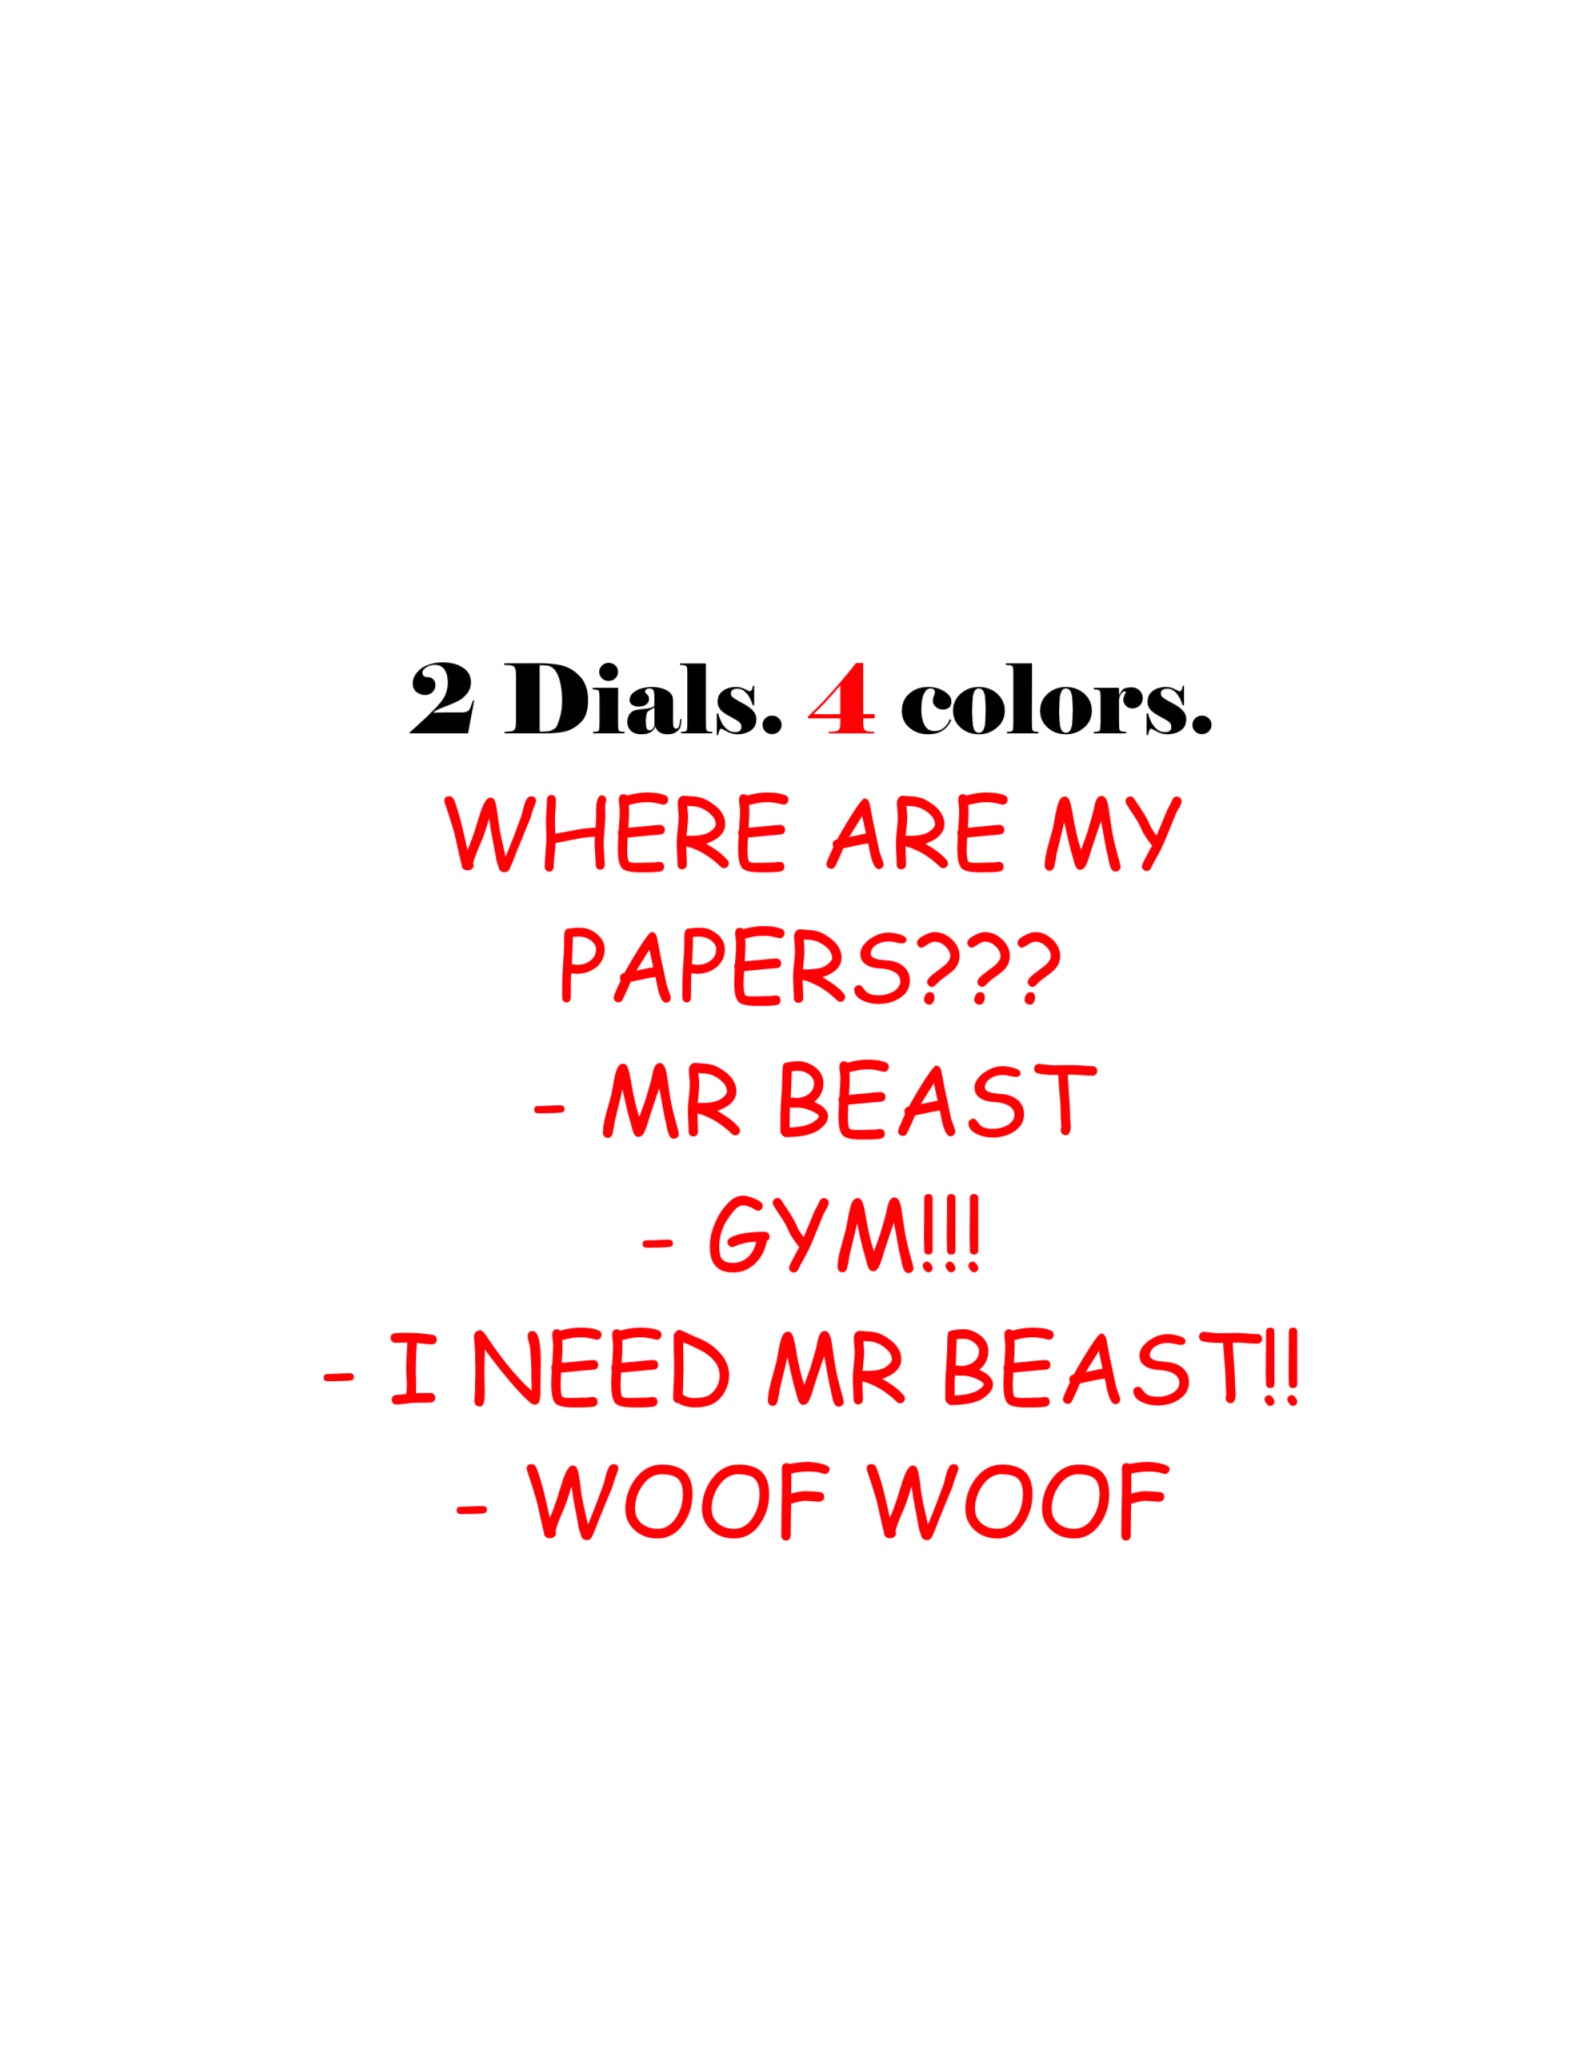 2 Dials. 4 colors.
WHERE ARE MY
PAPERS???
- MR BEAST
- GYM!!!
- I NEED MR BEAST!!
- WOOF WOOF